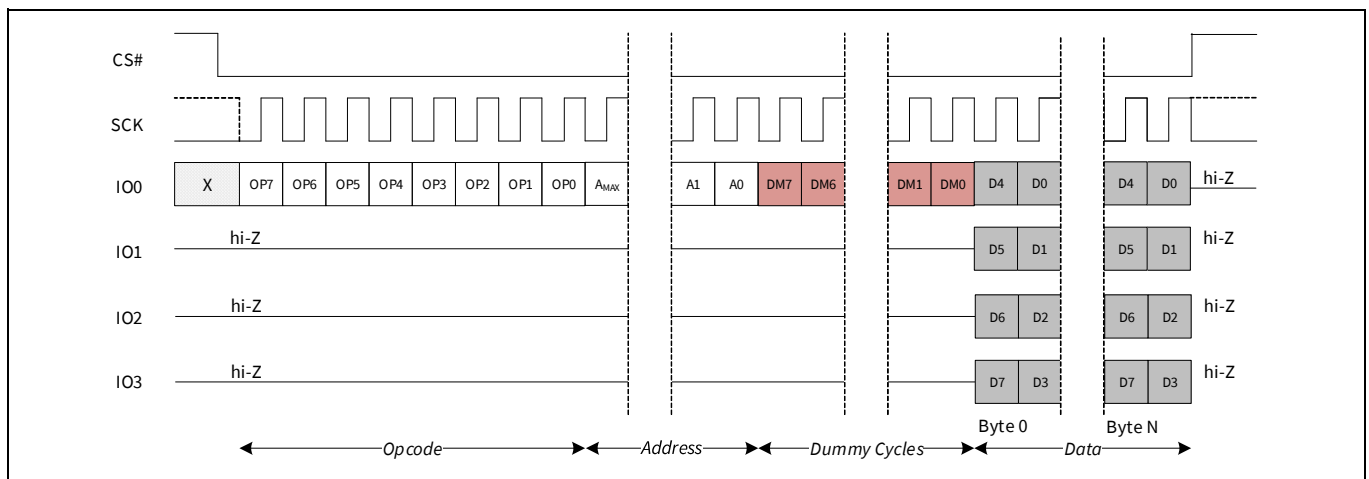 CS#
SCK
IO0 X OP7 OP6 OP5 OP4 OP3 OP2 OP1 OP0 AMAX A1 A0 DM7 DM6 DM1 DM0 D4 D0 D4 D0 hi-Z
IO1 hi-Z D5 D1 D5 D1 hi-Z
IO2 hi-Z D6 D2 D6 D2 hi-Z
IO3 hi-Z D7 D3 D7 D3 hi-Z
Byte 0 Byte N
Opcode Address Dummy Cycles Data